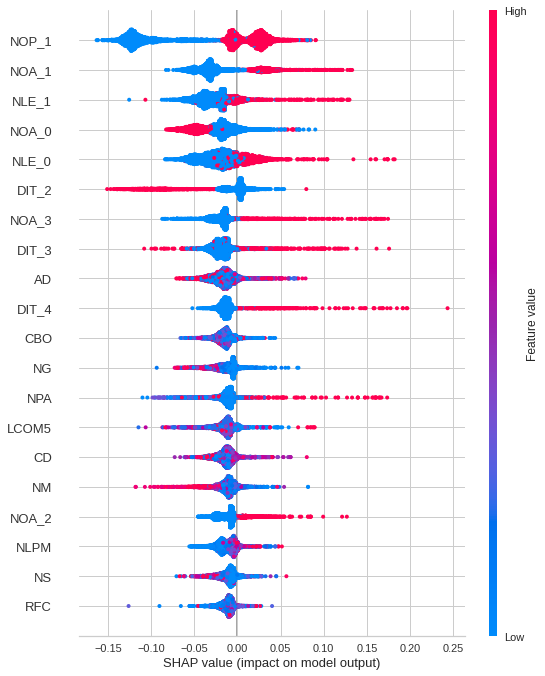 High
NOP_1
NOA_1
NLE_1
NOA_0
NLE_0
DIT_2
NOA_3
DIT_3
AD
DIT_4
CBO
NG
NPA
LCOM5
CD
NM
NOA_2
NLPM
NS
RFC
Feature value
Low
−0.15 −0.10 −0.05 0.00 0.05 0.10 0.15 0.20 0.25
SHAP value (impact on model output)